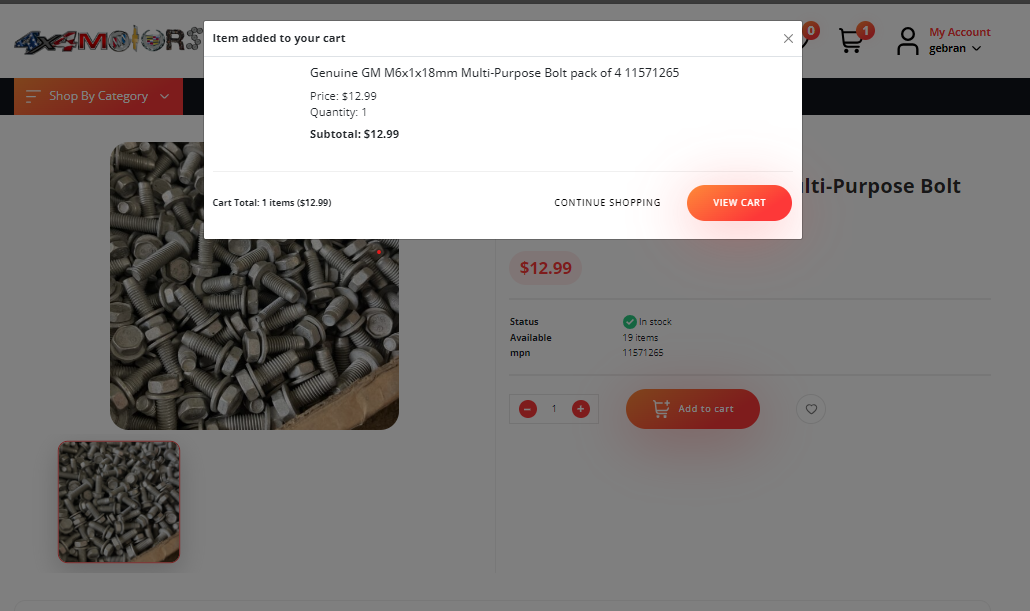 4x4MOTORS
Item added to your cart
0
1
My Account
gebran
Genuine GM M6x1x18mm Multi-Purpose Bolt pack of 4 11571265
Shop By Category
Price: $12.99
Quantity: 1
Subtotal: $12.99
lti-Purpose Bolt
Cart Total: 1 items ($12.99)
CONTINUE SHOPPING
VIEW CART
$12.99
Status
In stock
Available
19 items
mpn
11571265
1
Add to cart